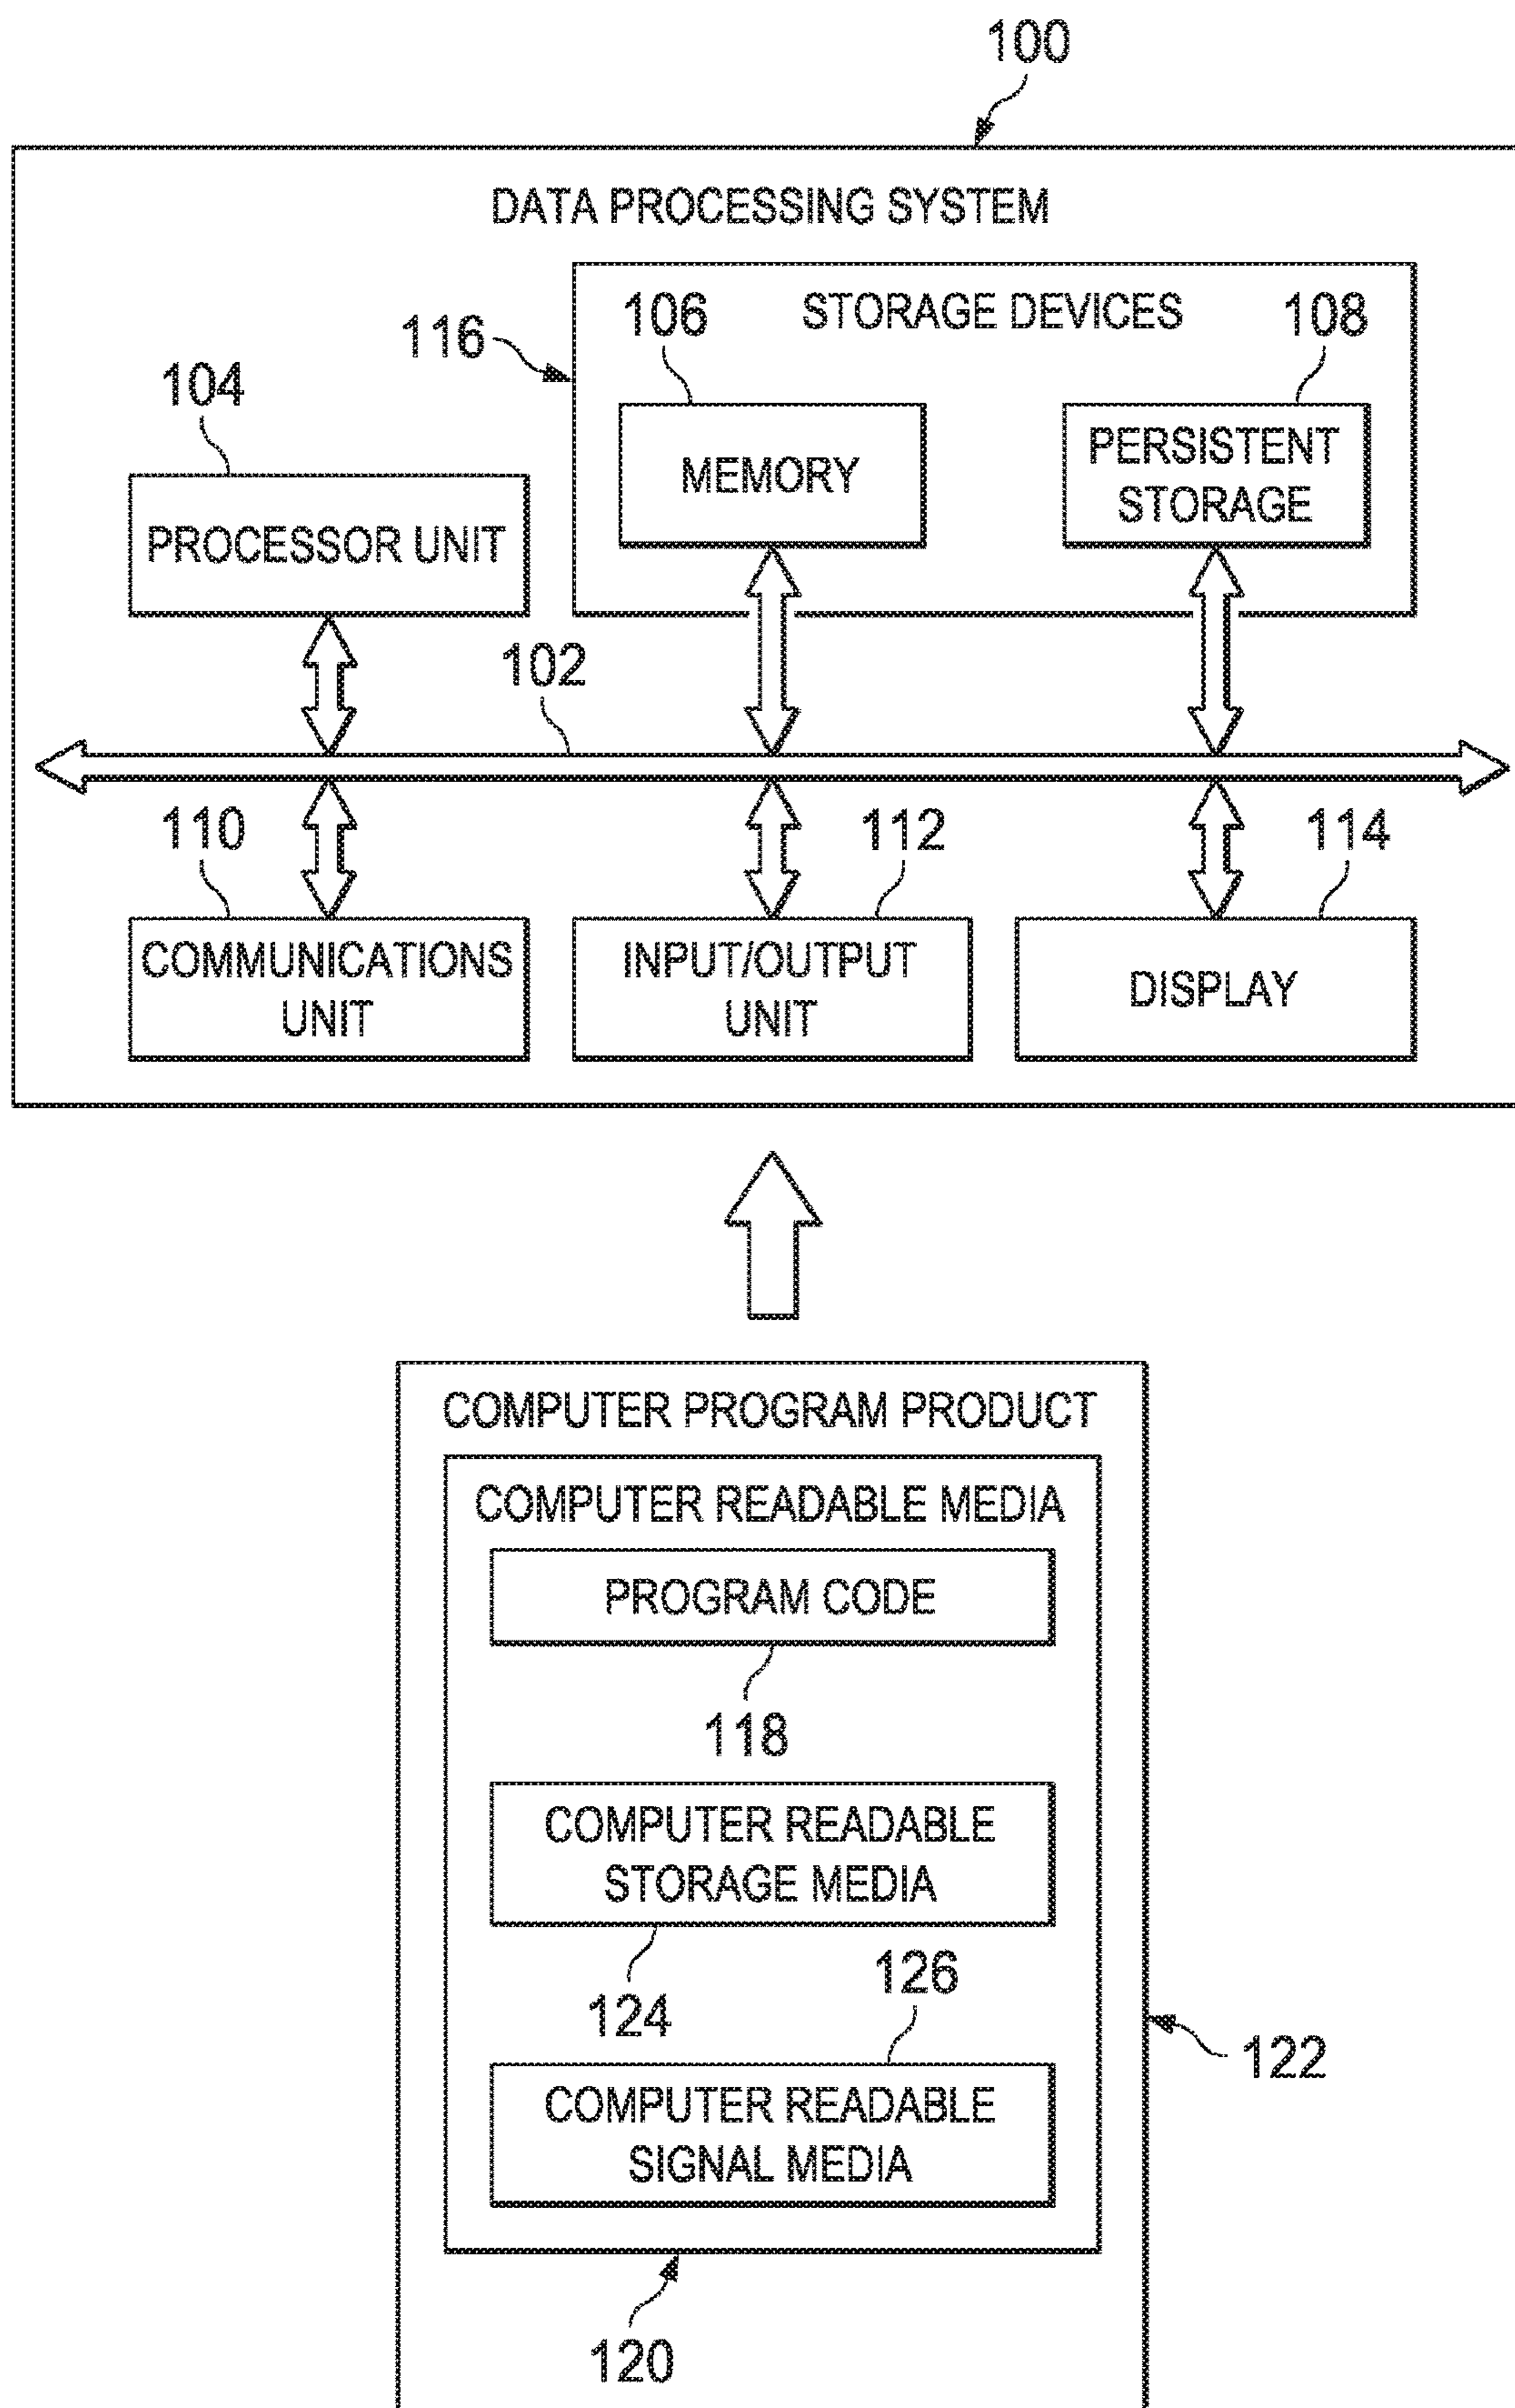 100
DATA PROCESSING SYSTEM
STORAGE DEVICES
116
106
108
104
MEMORY
PERSISTENT
STORAGE
PROCESSOR UNIT
102
110
112
114
COMMUNICATIONS
UNIT
INPUT/OUTPUT
UNIT
DISPLAY
COMPUTER PROGRAM PRODUCT
COMPUTER READABLE MEDIA
PROGRAM CODE
118
COMPUTER READABLE
STORAGE MEDIA
124
126
COMPUTER READABLE
SIGNAL MEDIA
122
120